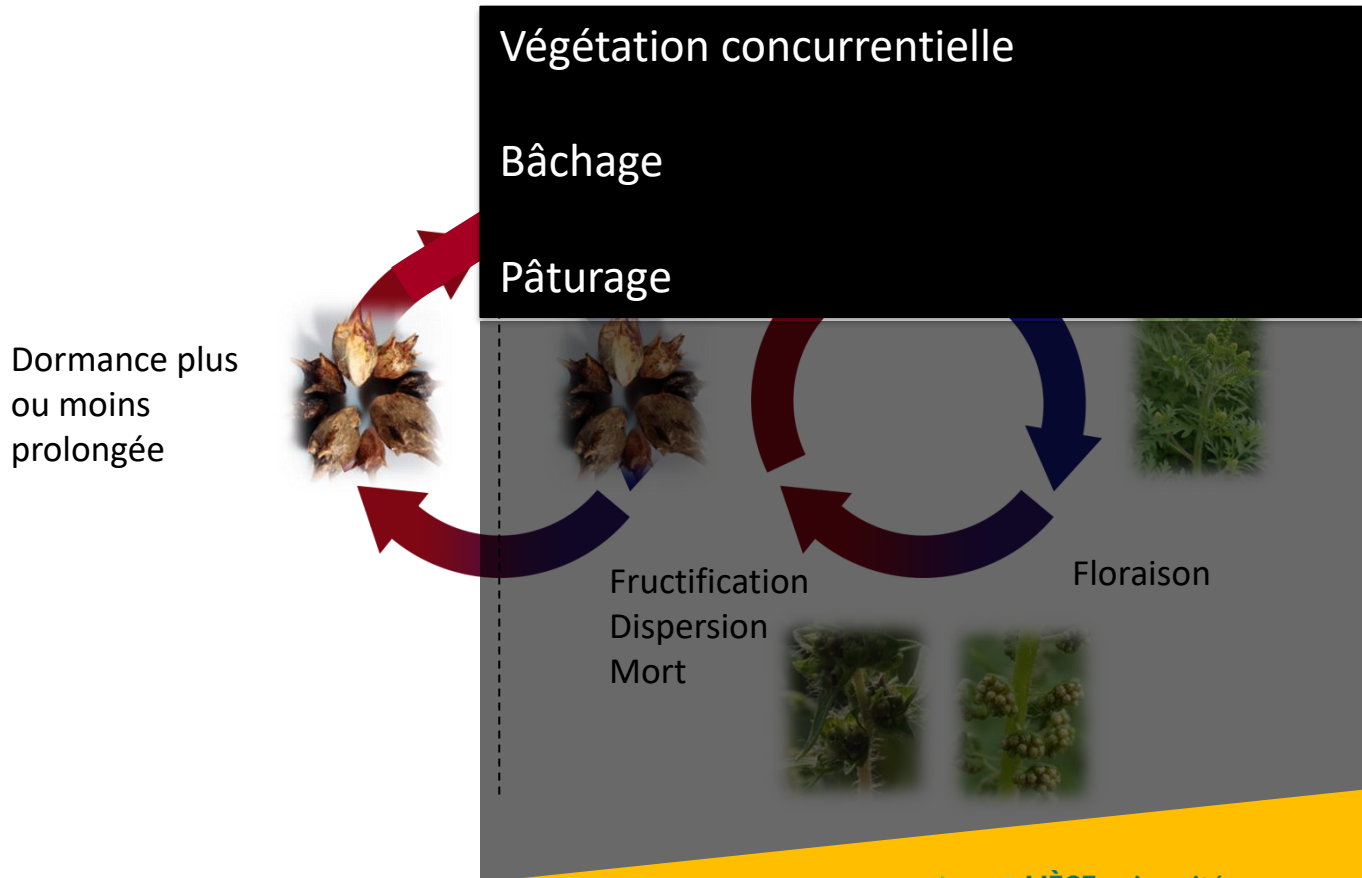 Végétation concurrentielle
Bâchage
Pâturage
Dormance plus
ou moins
prolongée
Fructification
Dispersion
Mort
Floraison